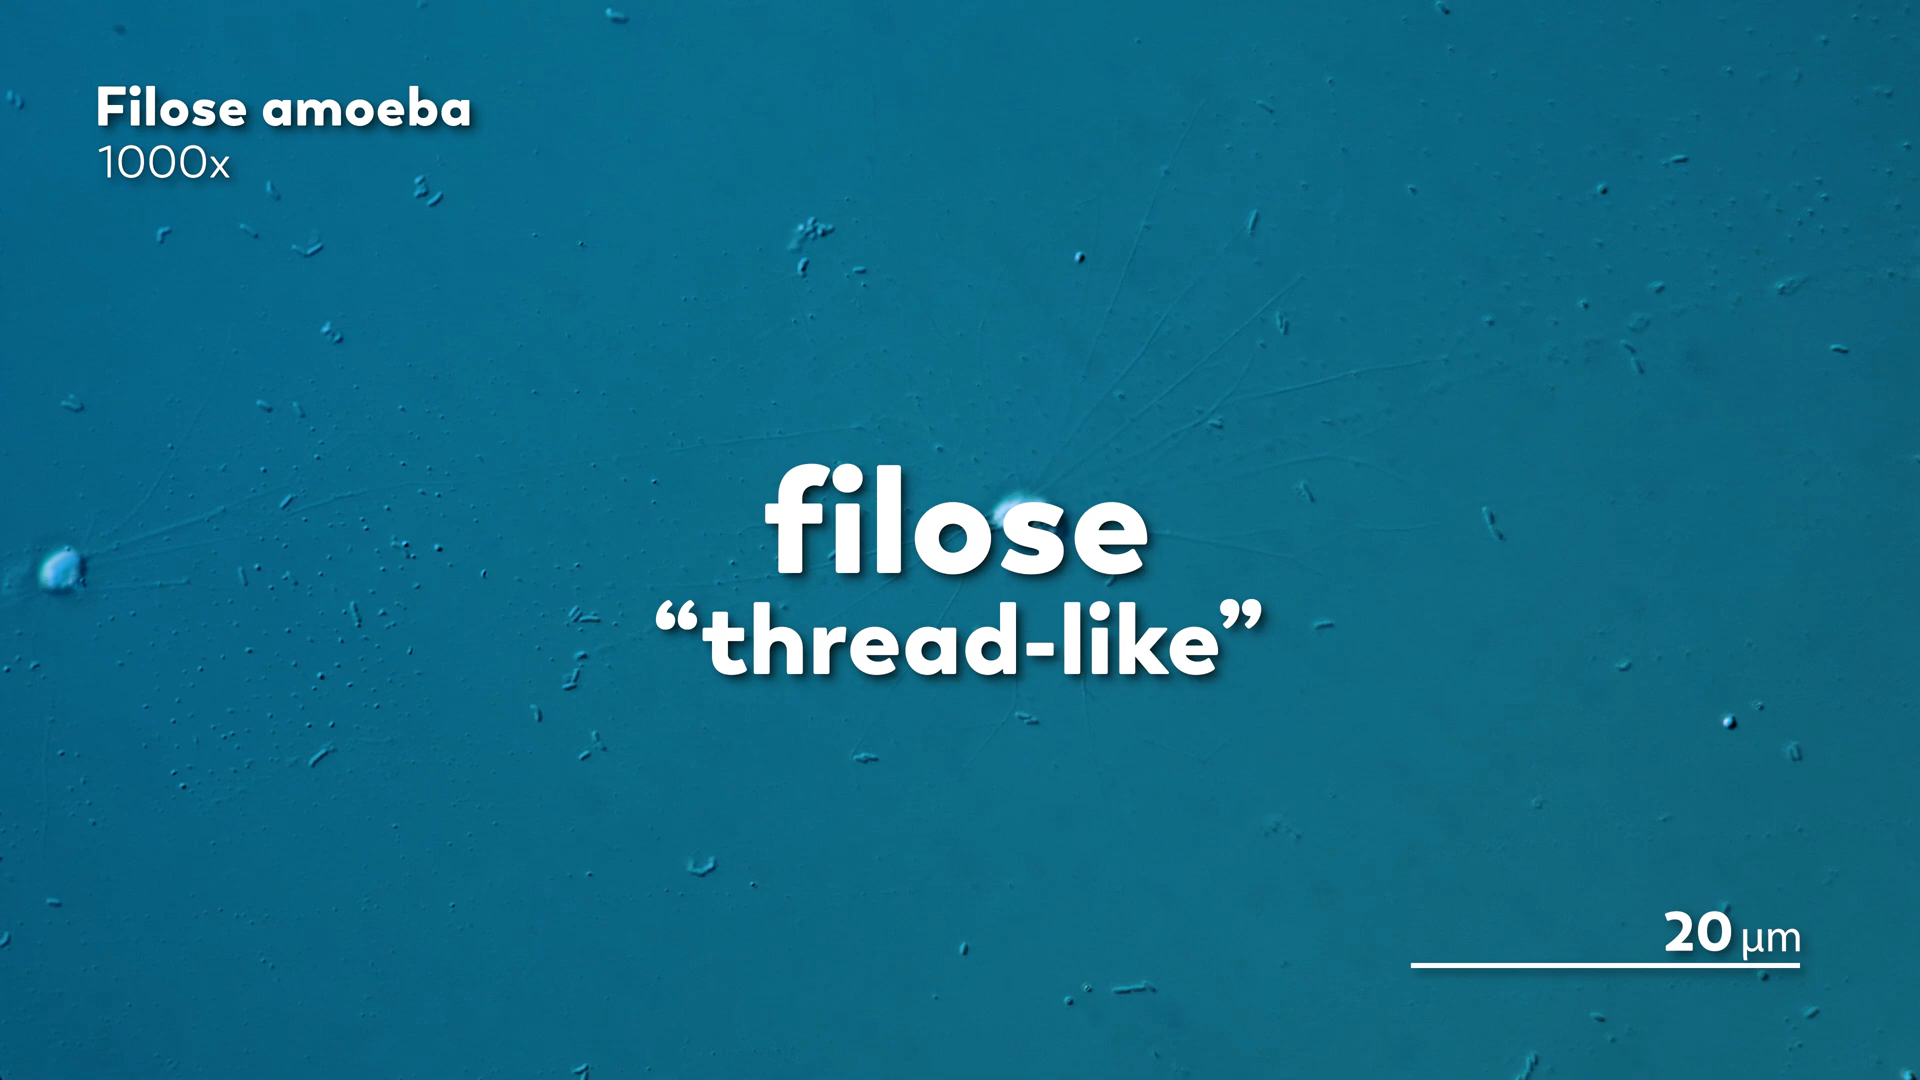 Filose amoeba
1000x
filose
“thread-like”
20 µm